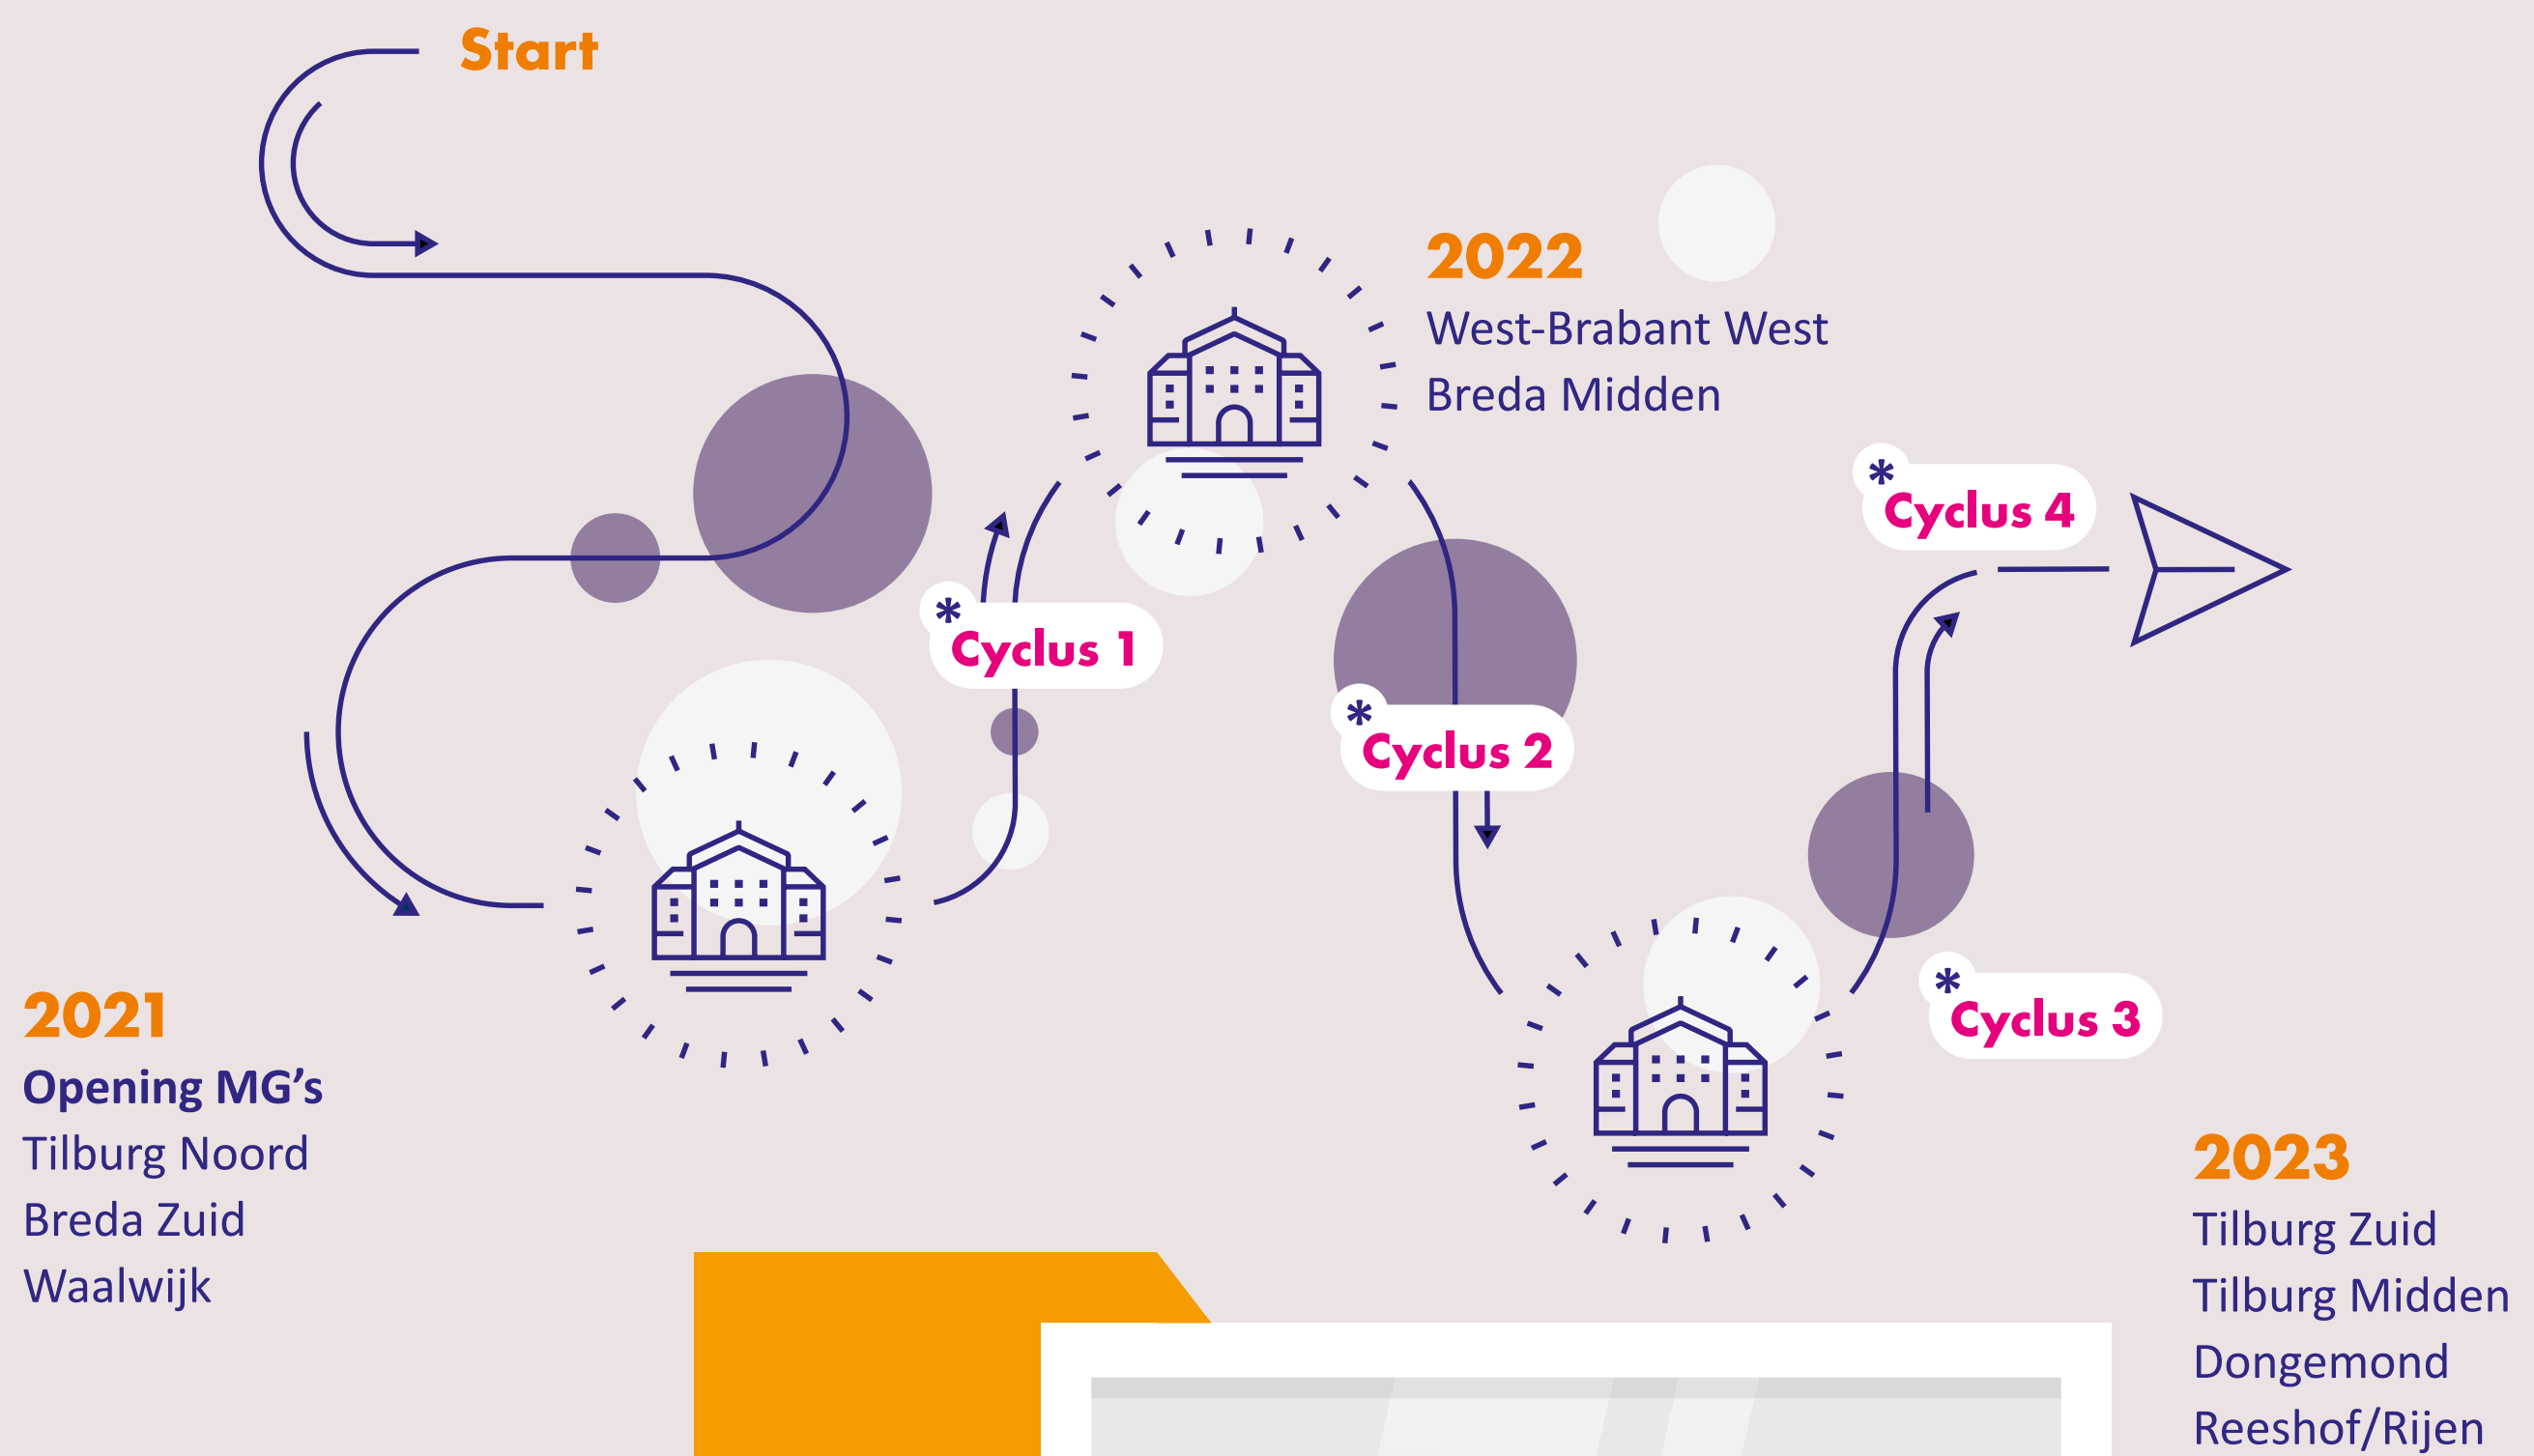 Start
2022
West-Brabant West
Breda Midden
*
Cyclus 4
*
Cyclus 1
*
Cyclus 2
*
Cyclus 3
2021
Opening MG’s
Tilburg Noord
Breda Zuid
Waalwijk
2023
Tilburg Zuid
Tilburg Midden
Dongemond
Reeshof/Rijen